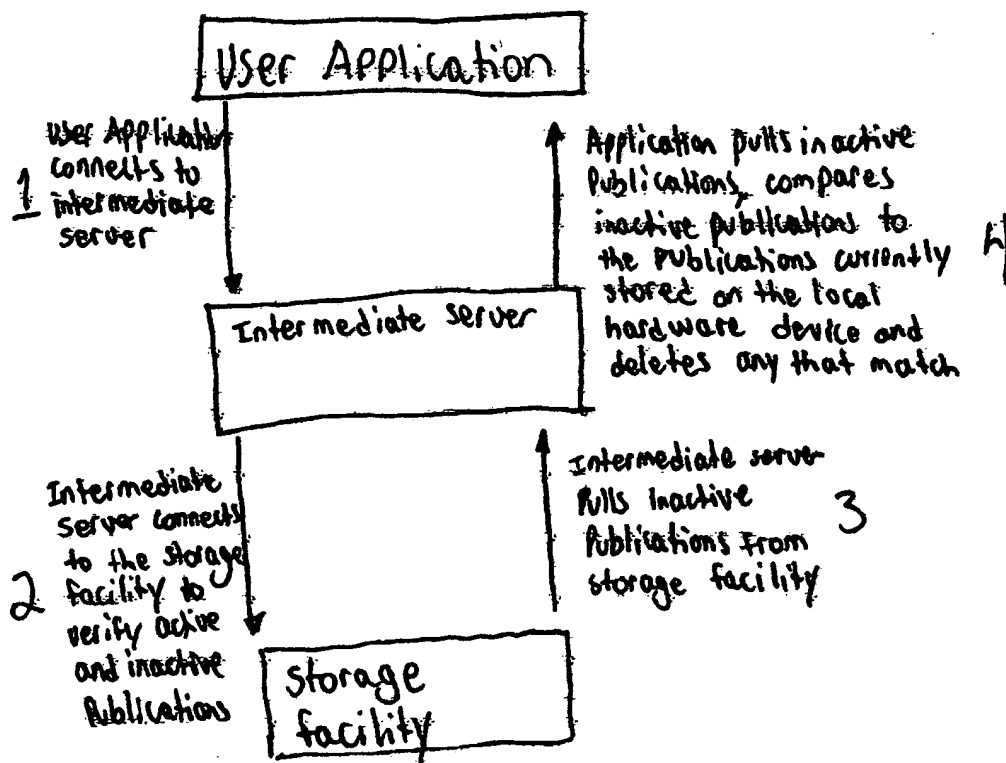 User Application
1
User Application
connects to
intermediate
server
Application pulls inactive
Publications, compares
inactive publications to
the Publications currently
stored on the local
hardware device and
deletes any that match
4
Intermediate server
2
Intermediate
server connects
to the storage
facility to
verify active
and inactive
Publications
Intermediate server
Pulls inactive
Publications from
storage facility
3
Storage
facility